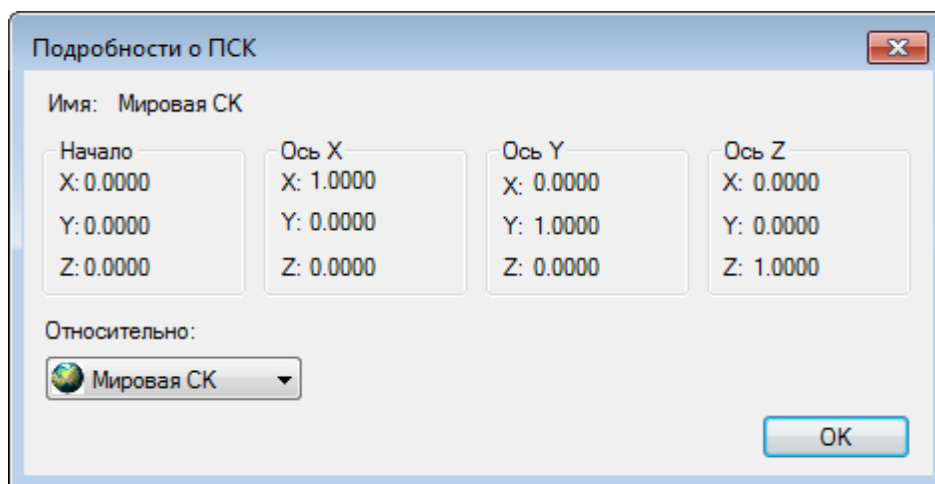 Подробности о ПСК
Имя: Мировая СК
Начало
X: 0.0000
Y: 0.0000
Z: 0.0000
Ось X
X: 1.0000
Y: 0.0000
Z: 0.0000
Ось Y
X: 0.0000
Y: 1.0000
Z: 0.0000
Ось Z
X: 0.0000
Y: 0.0000
Z: 1.0000
Относительно:
Мировая СК
OK